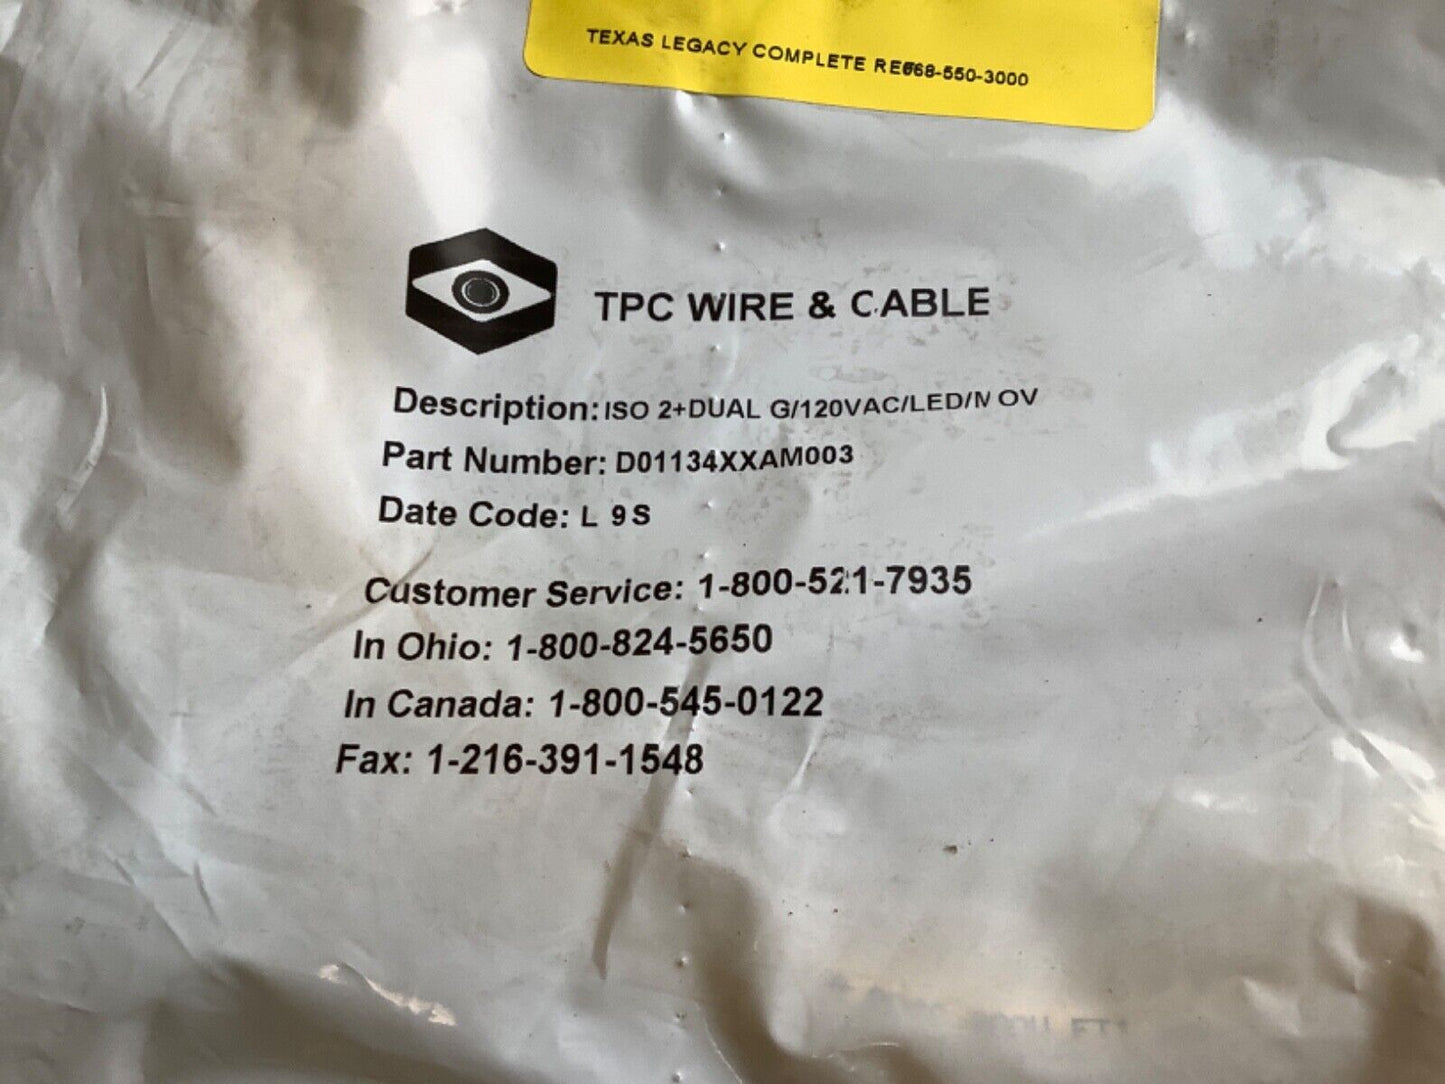 TEXAS LEGACY COMPLETE RE668-550-3000
TPC WIRE & CABLE
Description: ISO 2+DUAL G/120VAC/LED/MOV
Part Number: D01134XXAM003
Date Code: L 9S
Customer Service: 1-800-521-7935
In Ohio: 1-800-824-5650
In Canada: 1-800-545-0122
Fax: 1-216-391-1548